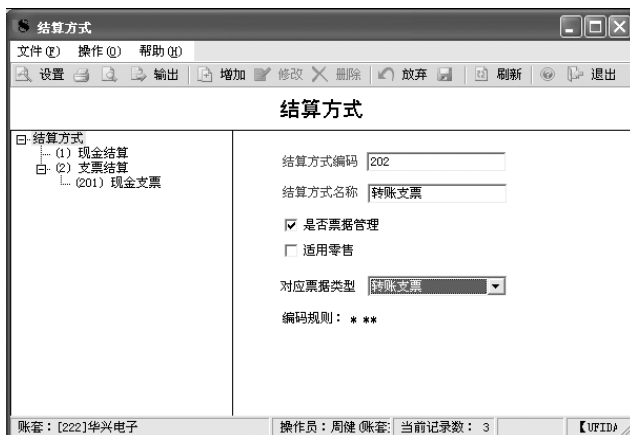 结算方式
文件(F) 操作(O) 帮助(H)
设置 输出 增加 修改 删除 放弃 刷新 退出
结算方式
结算方式
(1) 现金结算
(2) 支票结算
(201) 现金支票
结算方式编码 202
结算方式名称 转账支票
是否票据管理
适用零售
对应票据类型 转账支票
编码规则: * **
账套:[222]华兴电子 操作员:周健(账套: 当前记录数: 3 【UFIDA